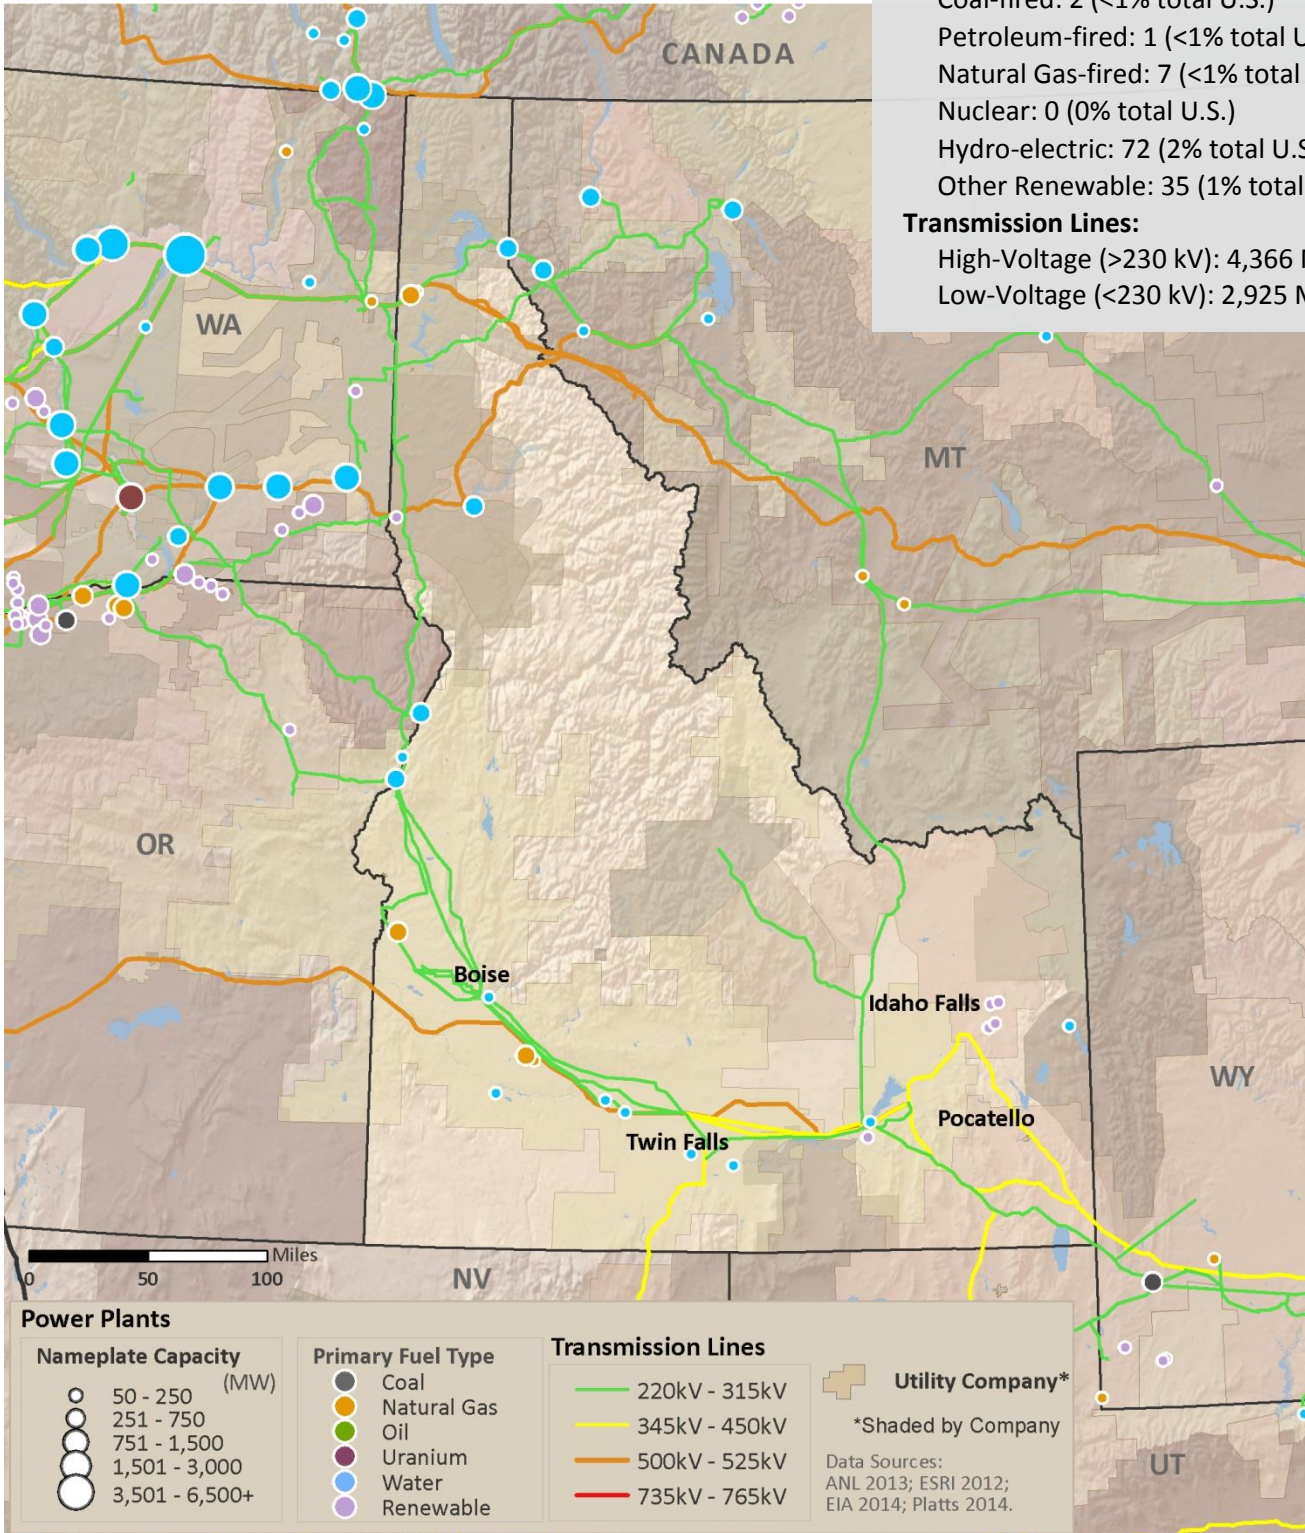 Coal-fired: 2 (<1% total U.S.)
Petroleum-fired: 1 (<1% total U
Natural Gas-fired: 7 (<1% total
Nuclear: 0 (0% total U.S.)
Hydro-electric: 72 (2% total U.S
Other Renewable: 35 (1% total
Transmission Lines:
High-Voltage (>230 kV): 4,366
Low-Voltage (<230 kV): 2,925
CANADA
WA
MT
OR
Boise
Idaho Falls
WY
Pocatello
Twin Falls
Miles
0 50 100
NV
UT
Power Plants
Nameplate Capacity
(MW)
50 - 250
251 - 750
751 - 1,500
1,501 - 3,000
3,501 - 6,500+
Primary Fuel Type
Coal
Natural Gas
Oil
Uranium
Water
Renewable
Transmission Lines
220kV - 315kV
345kV - 450kV
500kV - 525kV
735kV - 765kV
Utility Company*
*Shaded by Company
Data Sources:
ANL 2013; ESRI 2012;
EIA 2014; Platts 2014.